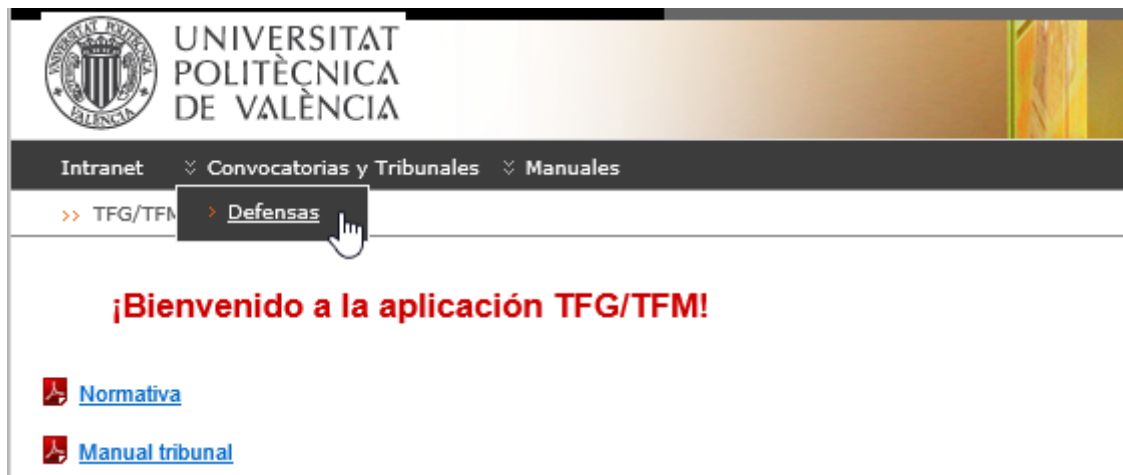 UNIVERSITAT
POLITÈCNICA
DE VALÈNCIA
Intranet Convocatorias y Tribunales Manuales
>> TFG/TFM > Defensas
¡Bienvenido a la aplicación TFG/TFM!
Normativa
Manual tribunal